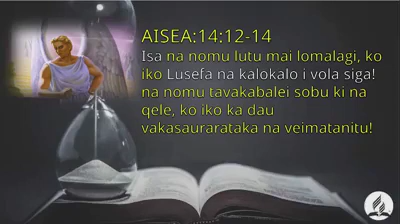 AISEA:14:12-14
Isa na nomu lutu mai lomalagi, ko
iko Lusefa na kalokalo i vola siga!
na nomu tavakabalei sobu ki na
qele, ko iko ka dau
vakasaurarataka na veimatanitu!